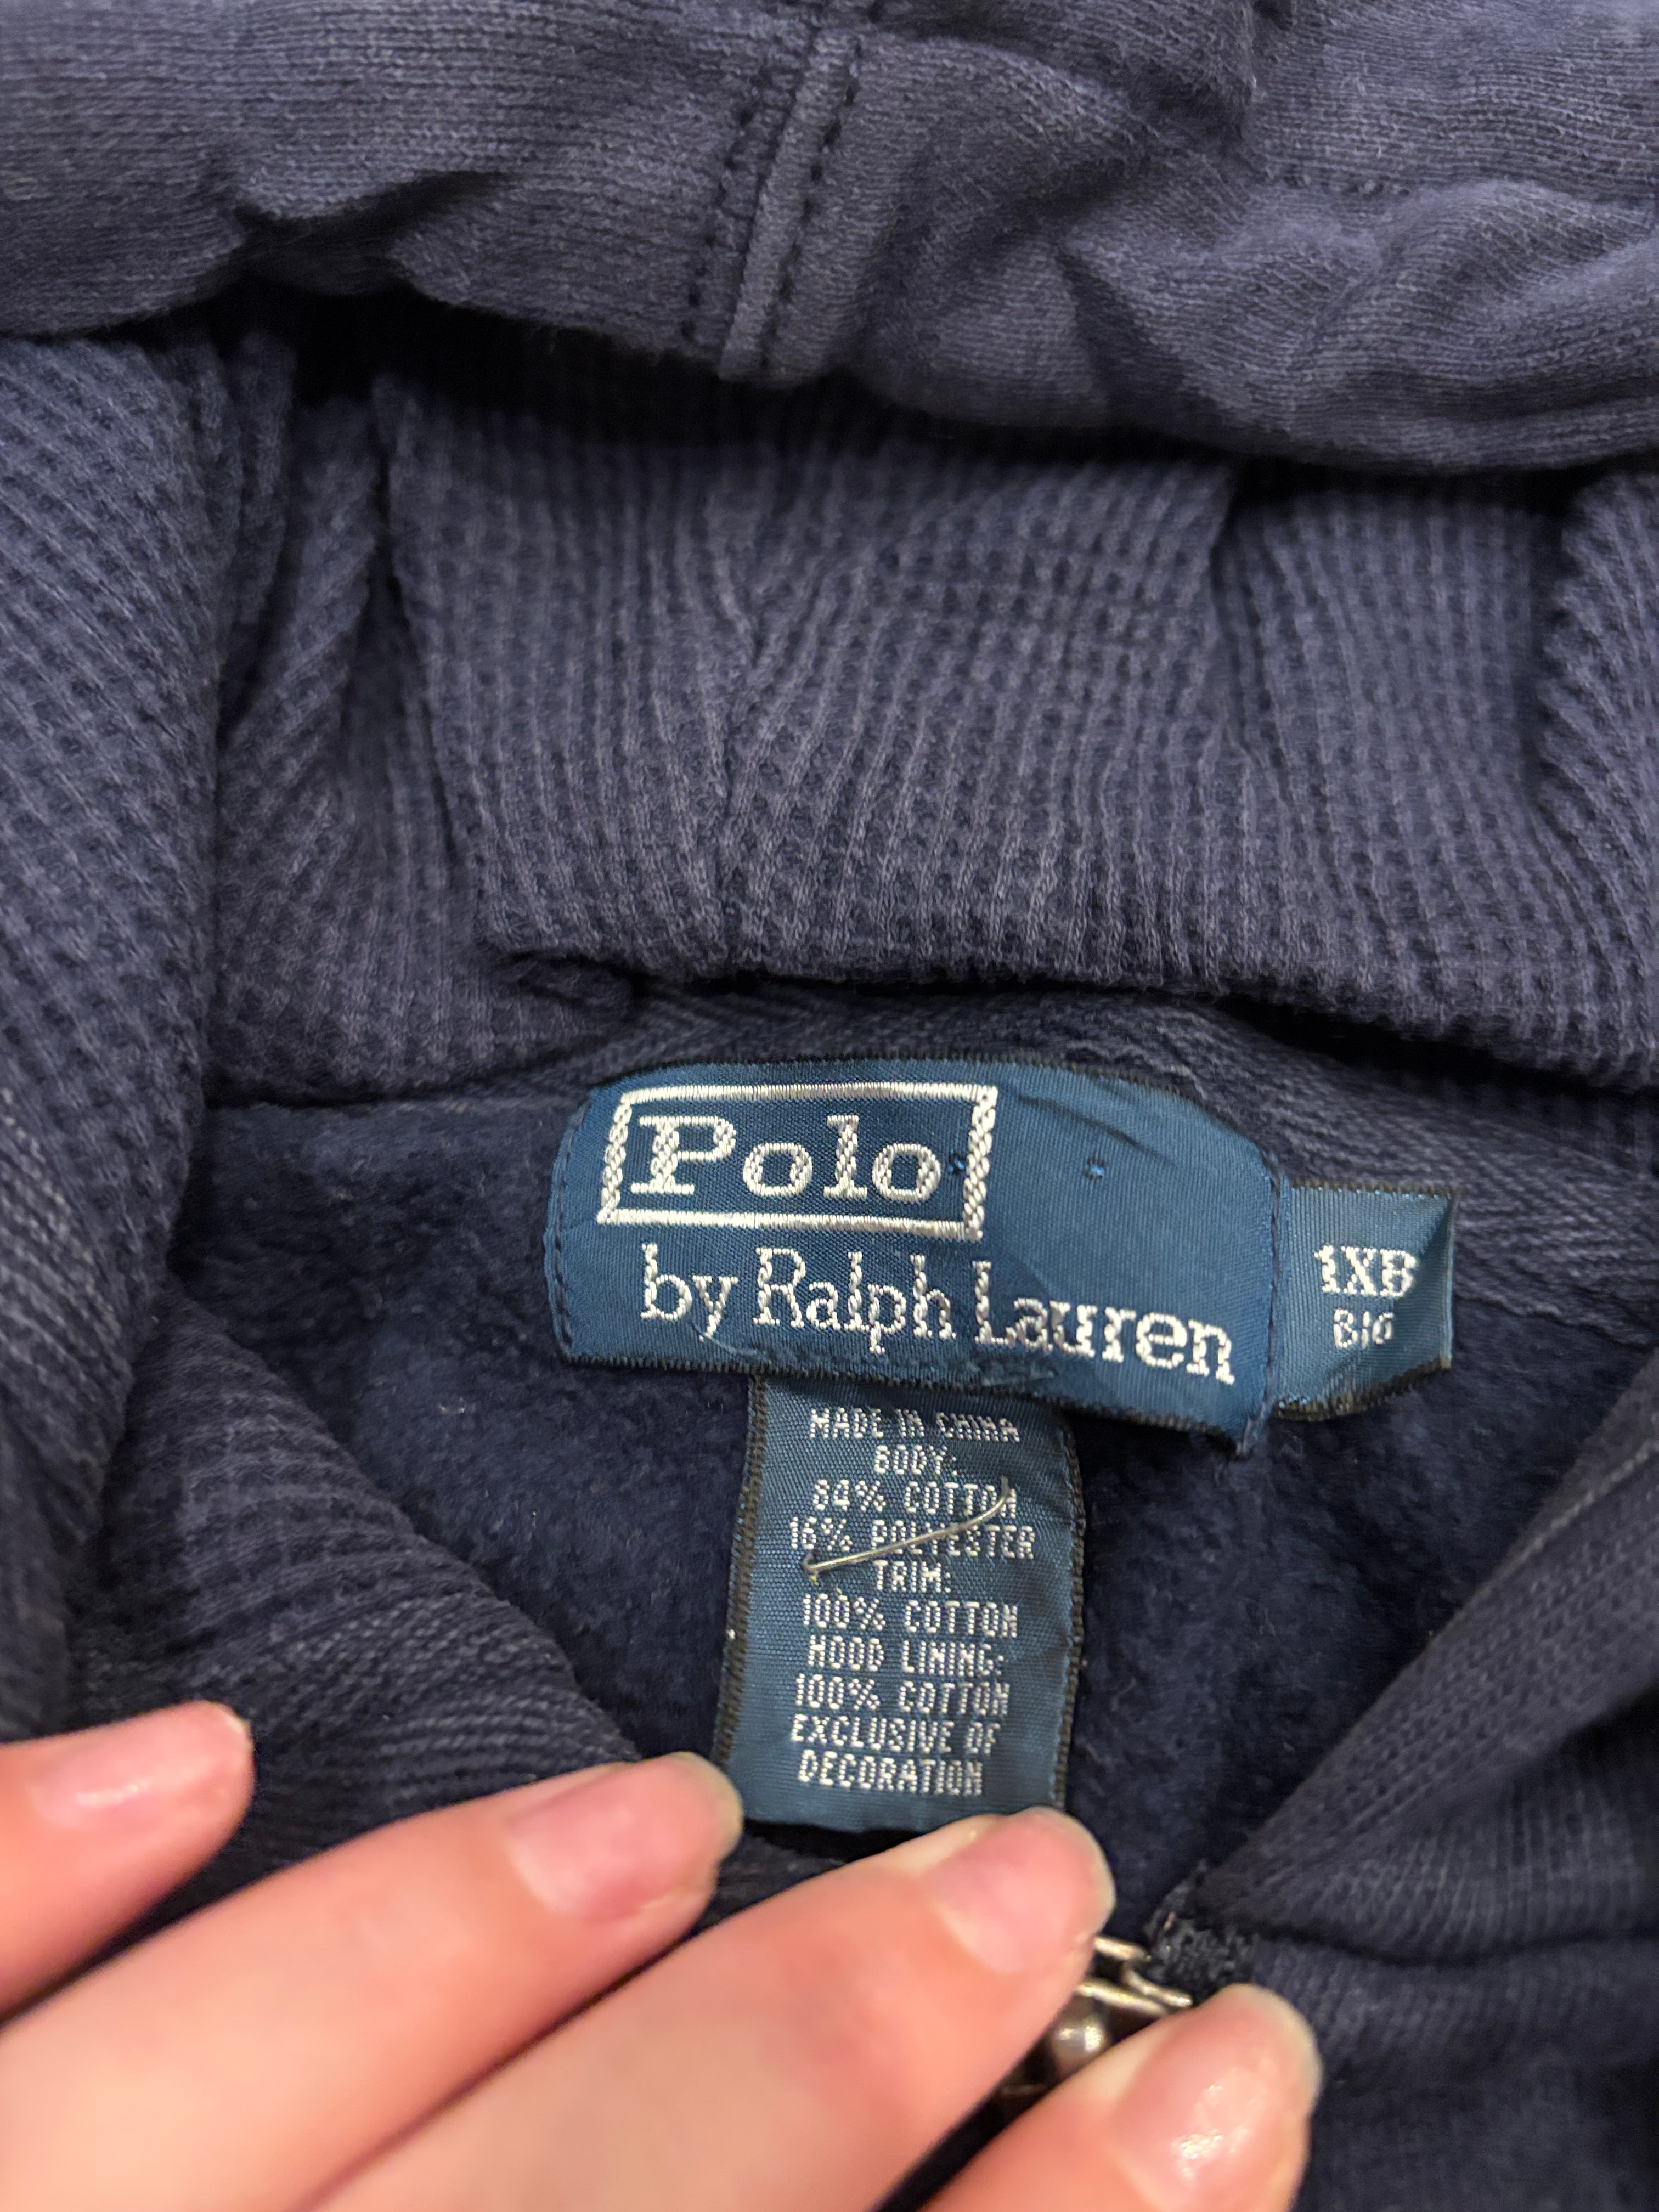 Polo
by Ralph Lauren
1XB
BIG
MADE IN CHINA
BODY:
84% COTTON
16% POLYESTER
TRIM:
100% COTTON
HOOD LINING:
100% COTTON
EXCLUSIVE OF
DECORATION